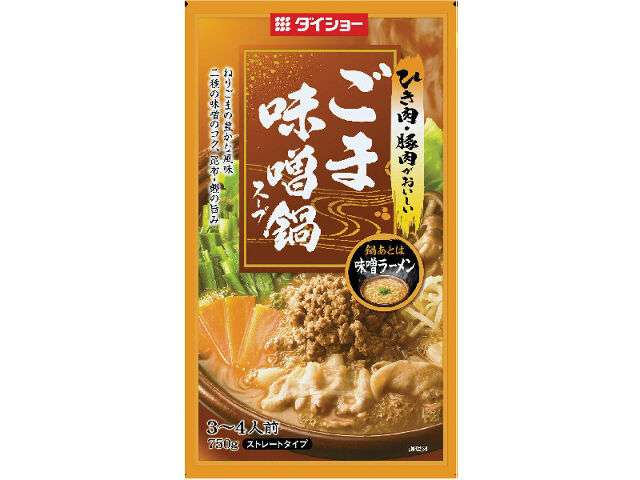 ダイショー
ひき肉・豚肉がおいしい
ごま
味噌鍋
スープ
ねりごまの豊かな風味
二種の味噌のコク、昆布・鰹の旨み
鍋あとは
味噌ラーメン
3〜4人前
750g ストレートタイプ